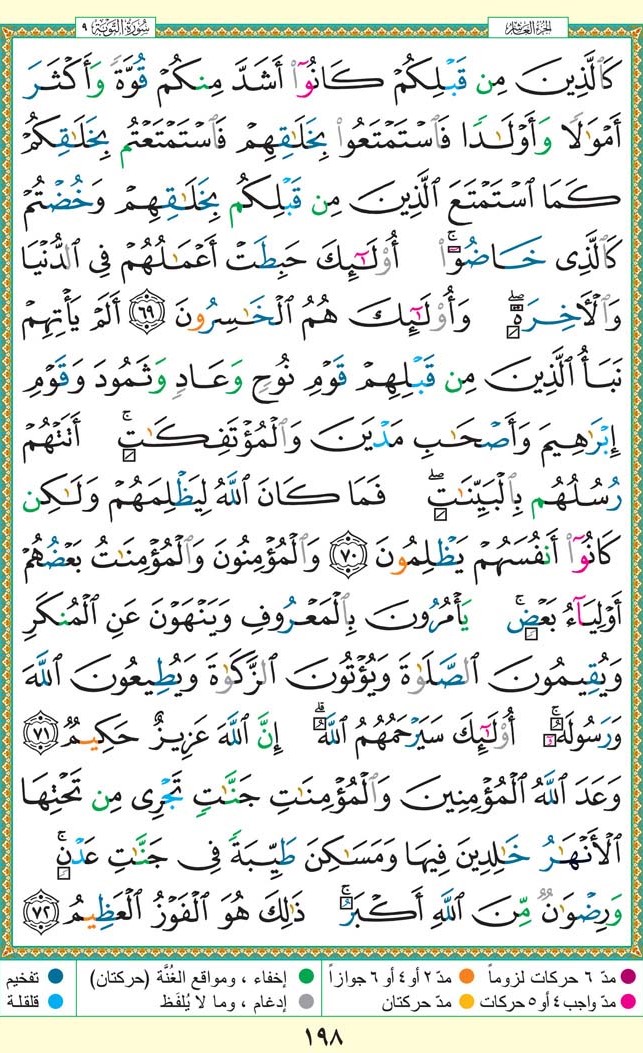 سُورَةُ التَّوْبَةِ ٩
الجُزْءُ العَاشِرُ
كَٱلَّذِينَ مِن قَبْلِكُمْ كَانُوٓا۟ أَشَدَّ مِنكُمْ قُوَّةً وَأَكْثَرَ
أَمْوَٰلًا وَأَوْلَـٰدًا فَٱسْتَمْتَعُوا۟ بِخَلَـٰقِهِمْ فَٱسْتَمْتَعْتُم بِخَلَـٰقِكُمْ
كَمَا ٱسْتَمْتَعَ ٱلَّذِينَ مِن قَبْلِكُم بِخَلَـٰقِهِمْ وَخُضْتُمْ
كَٱلَّذِى خَاضُوٓا۟ ۚ أُو۟لَـٰٓئِكَ حَبِطَتْ أَعْمَـٰلُهُمْ فِى ٱلدُّنْيَا
وَٱلْـَٔاخِرَةِ ۖ وَأُو۟لَـٰٓئِكَ هُمُ ٱلْخَـٰسِرُونَ ٦٩ أَلَمْ يَأْتِهِمْ
نَبَأُ ٱلَّذِينَ مِن قَبْلِهِمْ قَوْمِ نُوحٍ وَعَادٍ وَثَمُودَ وَقَوْمِ
إِبْرَٰهِيمَ وَأَصْحَـٰبِ مَدْيَنَ وَٱلْمُؤْتَفِكَـٰتِ ۚ أَتَتْهُمْ
رُسُلُهُم بِٱلْبَيِّنَـٰتِ ۖ فَمَا كَانَ ٱللَّهُ لِيَظْلِمَهُمْ وَلَـٰكِن
كَانُوٓا۟ أَنفُسَهُمْ يَظْلِمُونَ ٧٠ وَٱلْمُؤْمِنُونَ وَٱلْمُؤْمِنَـٰتُ بَعْضُهُمْ
أَوْلِيَآءُ بَعْضٍ ۚ يَأْمُرُونَ بِٱلْمَعْرُوفِ وَيَنْهَوْنَ عَنِ ٱلْمُنكَرِ
وَيُقِيمُونَ ٱلصَّلَوٰةَ وَيُؤْتُونَ ٱلزَّكَوٰةَ وَيُطِيعُونَ ٱللَّهَ
وَرَسُولَهُۥٓ ۚ أُو۟لَـٰٓئِكَ سَيَرْحَمُهُمُ ٱللَّهُ ۗ إِنَّ ٱللَّهَ عَزِيزٌ حَكِيمٌ ٧١
وَعَدَ ٱللَّهُ ٱلْمُؤْمِنِينَ وَٱلْمُؤْمِنَـٰتِ جَنَّـٰتٍ تَجْرِى مِن تَحْتِهَا
ٱلْأَنْهَـٰرُ خَـٰلِدِينَ فِيهَا وَمَسَـٰكِنَ طَيِّبَةً فِى جَنَّـٰتِ عَدْنٍ ۚ
وَرِضْوَٰنٌ مِّنَ ٱللَّهِ أَكْبَرُ ۚ ذَٰلِكَ هُوَ ٱلْفَوْزُ ٱلْعَظِيمُ ٧٢
مدّ ٦ حركات لزوماً مدّ ٢ أو ٤ أو ٦ جوازاً إخفاء ، ومواقع الغُنَّة (حركتان) تفخيم
مدّ واجب ٤ أو ٥ حركات مدّ حركتان إدغام ، وما لا يُلفَظ قلقلة
١٩٨